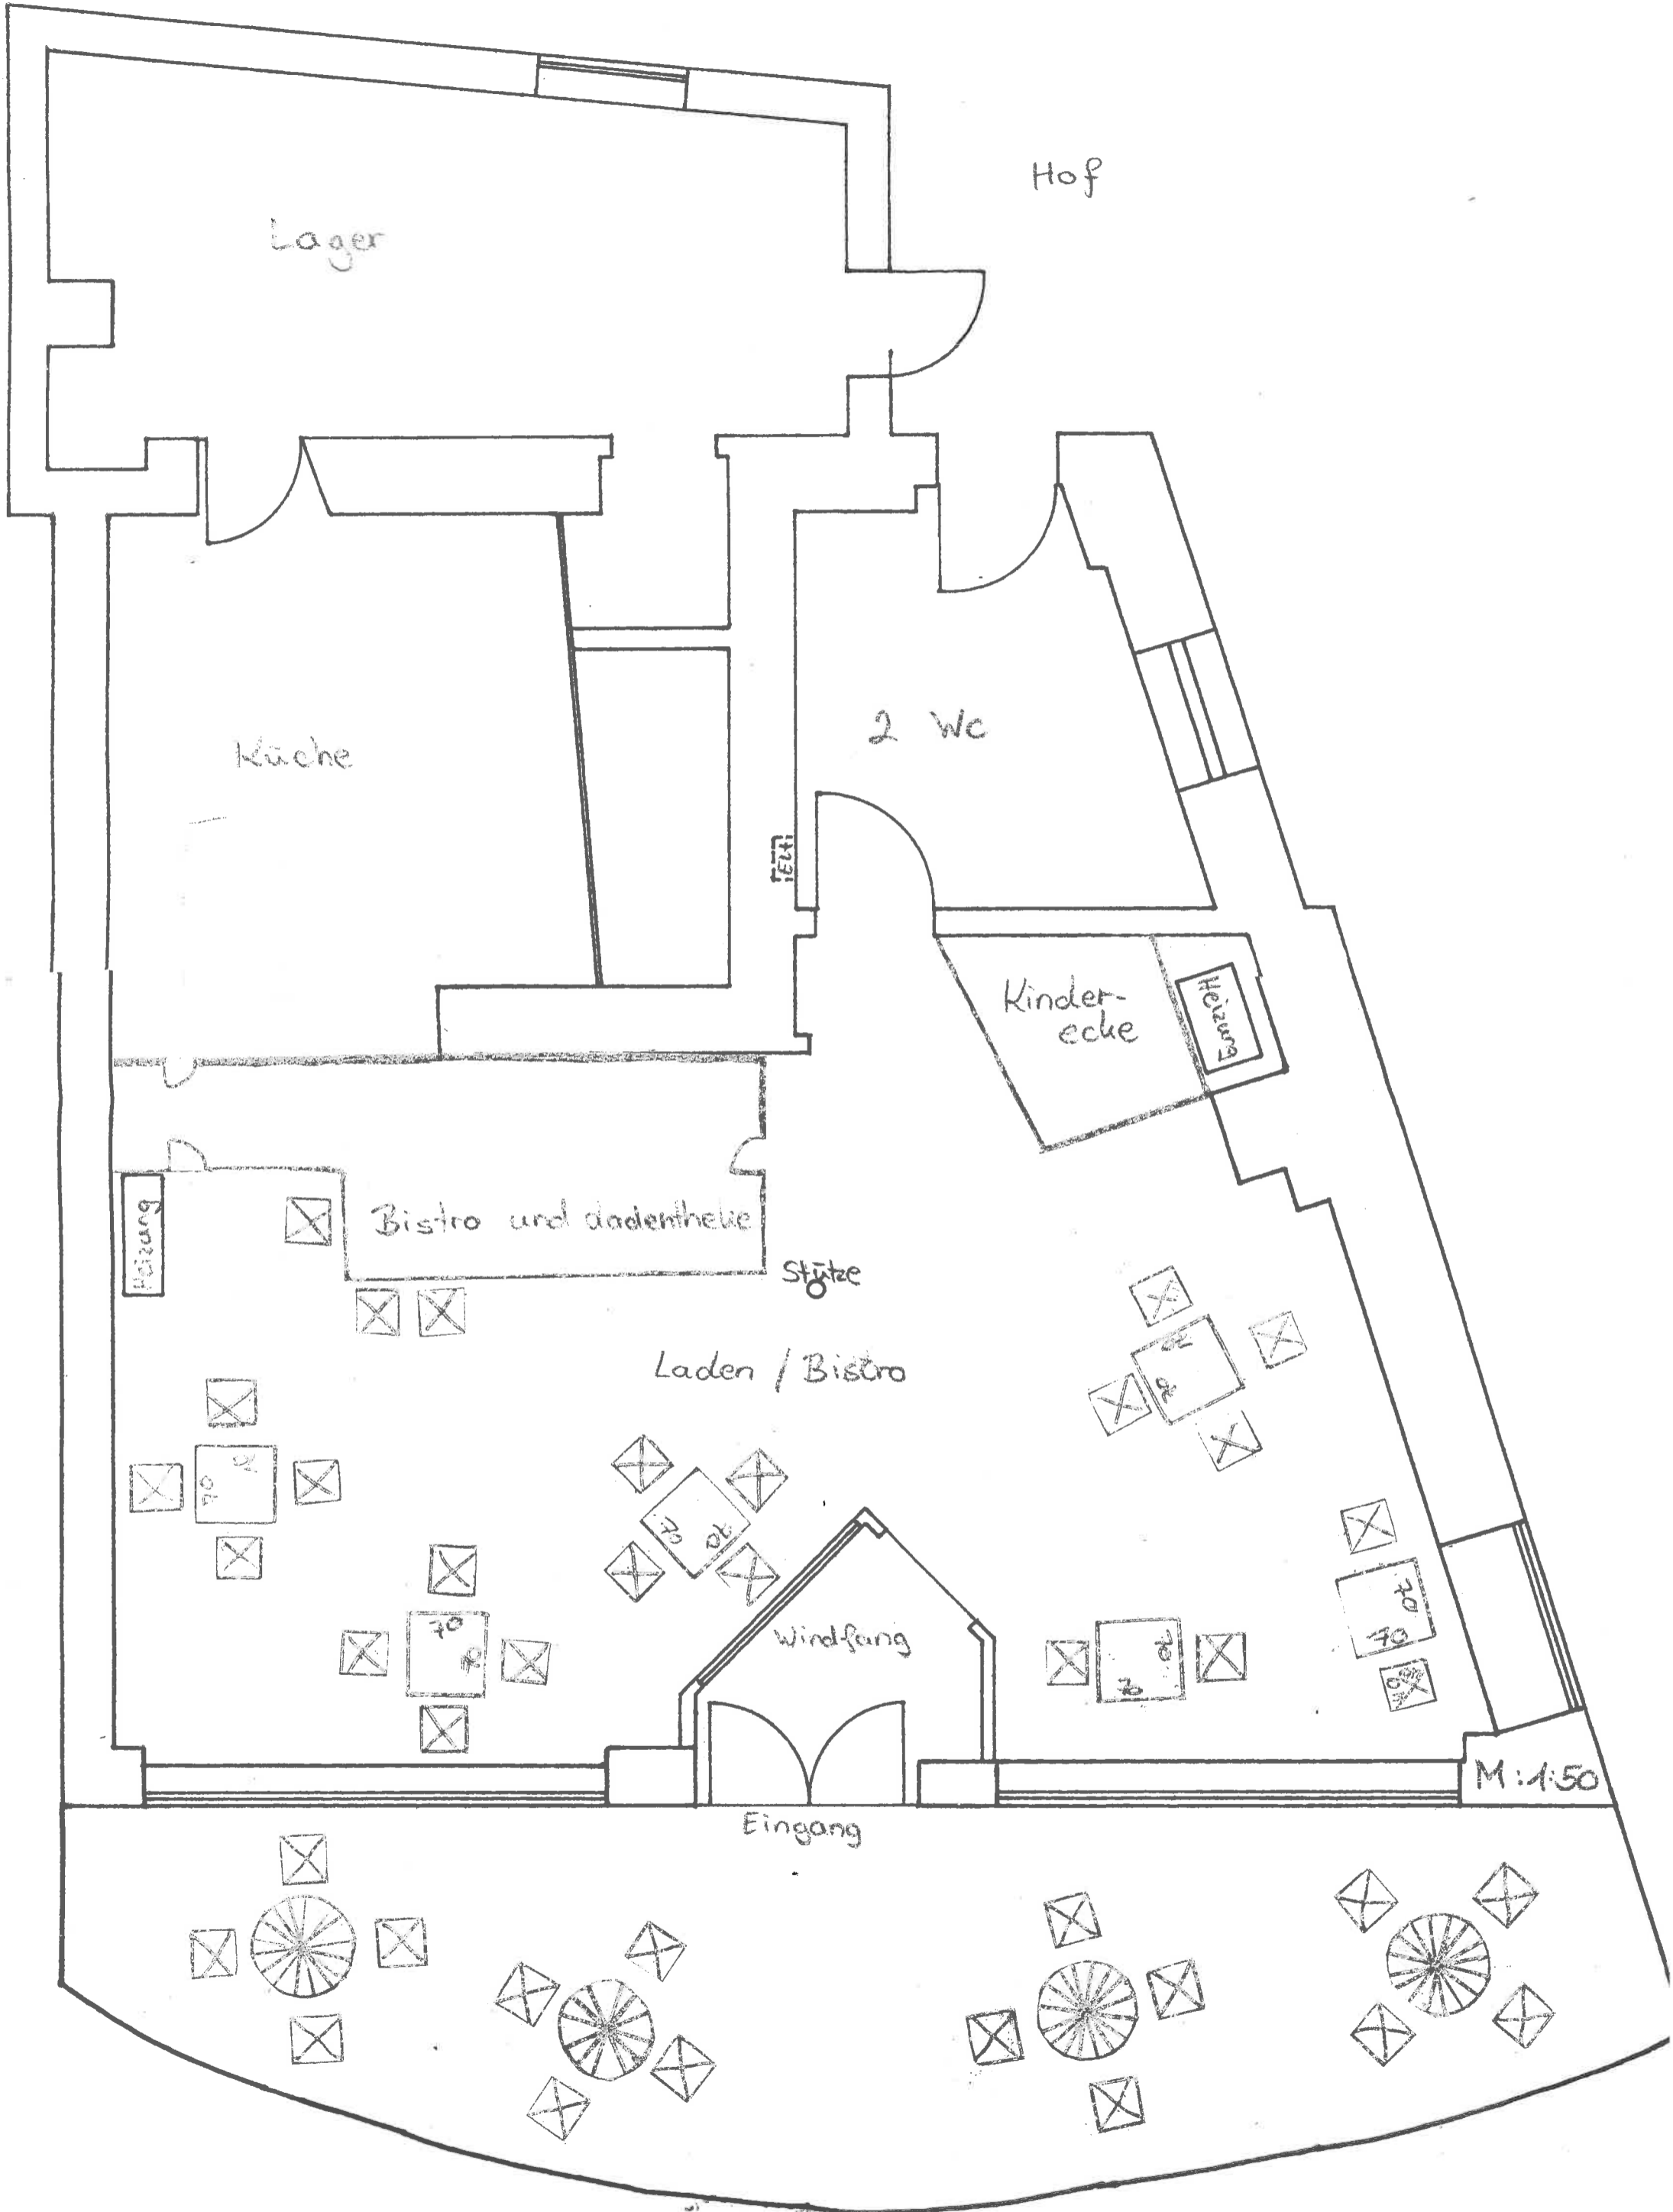 Hof
Lager
Küche
2 WC
ELT
Kinder-
ecke
Heizung
Heizung
Bistro und Ladentheke
Stütze
Laden / Bistro
70
70
70
70
70
70
70
70
70
70
70
70
Windfang
M:1:50
Eingang